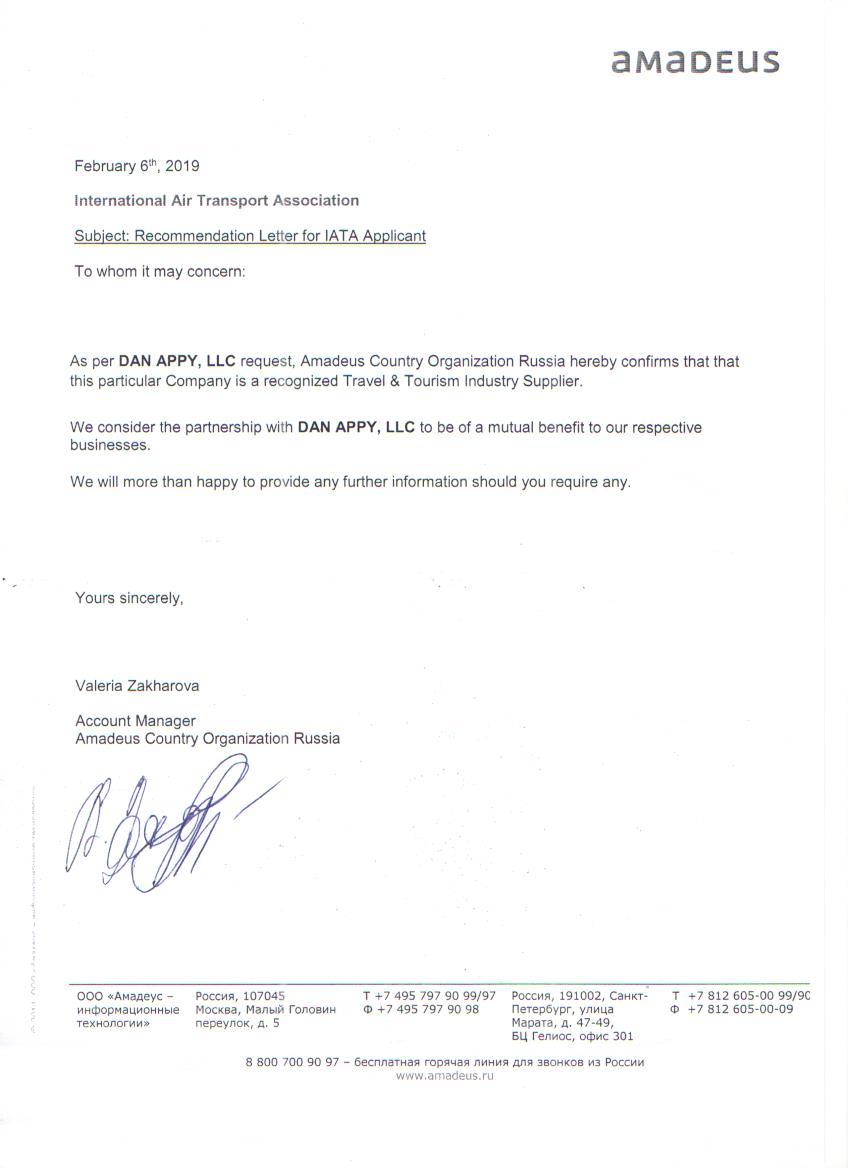 amadeus
February 6th, 2019
International Air Transport Association
Subject: Recommendation Letter for IATA Applicant
To whom it may concern:
As per DAN APPY, LLC request, Amadeus Country Organization Russia hereby confirms that that
this particular Company is a recognized Travel & Tourism Industry Supplier.
We consider the partnership with DAN APPY, LLC to be of a mutual benefit to our respective
businesses.
We will more than happy to provide any further information should you require any.
Yours sincerely,
Valeria Zakharova
Account Manager
Amadeus Country Organization Russia
ООО «Амадеус –
информационные
технологии»
Россия, 107045
Москва, Малый Головин
переулок, д. 5
Т +7 495 797 90 99/97
Ф +7 495 797 90 98
Россия, 191002, Санкт-
Петербург, улица
Марата, д. 47-49,
БЦ Гелиос, офис 301
Т +7 812 605-00 99/90
Ф +7 812 605-00-09
8 800 700 90 97 – бесплатная горячая линия для звонков из России
www.amadeus.ru